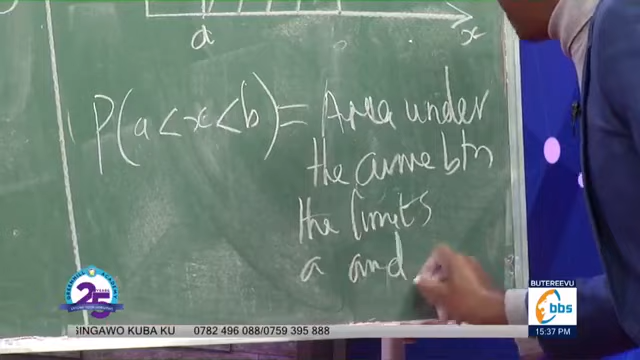 a
x
P(a<x<b)= Area under
the curve btn
the limits
a and
25
BUTEREEVU
bbs
15:37 PM
SINGAWO KUBA KU
0782 496 088/0759 395 888